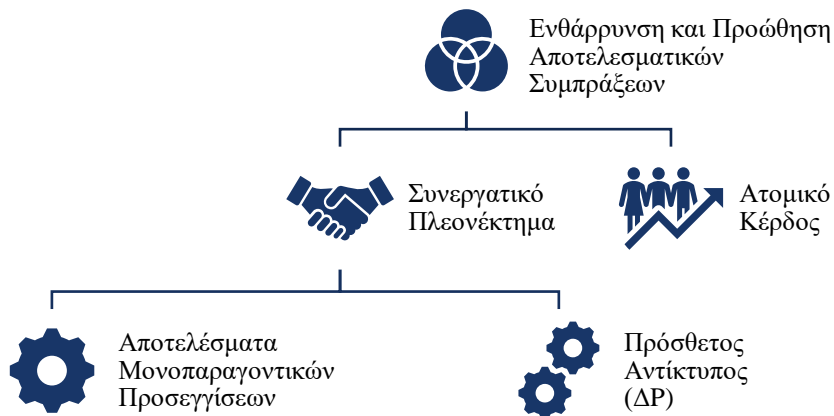 Ενθάρρυνση και Προώθηση
Αποτελεσματικών
Συμπράξεων
Συνεργατικό
Πλεονέκτημα
Ατομικό
Κέρδος
Αποτελέσματα
Μονοπαραγοντικών
Προσεγγίσεων
Πρόσθετος
Αντίκτυπος
(ΔΡ)